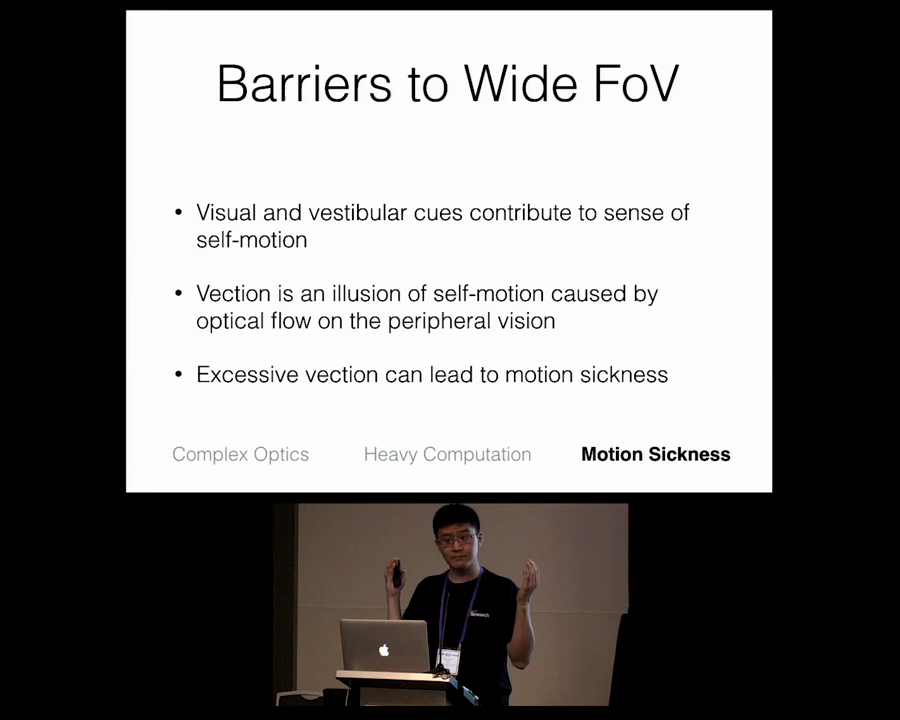 Barriers to Wide FoV
• Visual and vestibular cues contribute to sense of
self-motion
• Vection is an illusion of self-motion caused by
optical flow on the peripheral vision
• Excessive vection can lead to motion sickness
Complex Optics Heavy Computation Motion Sickness
Research